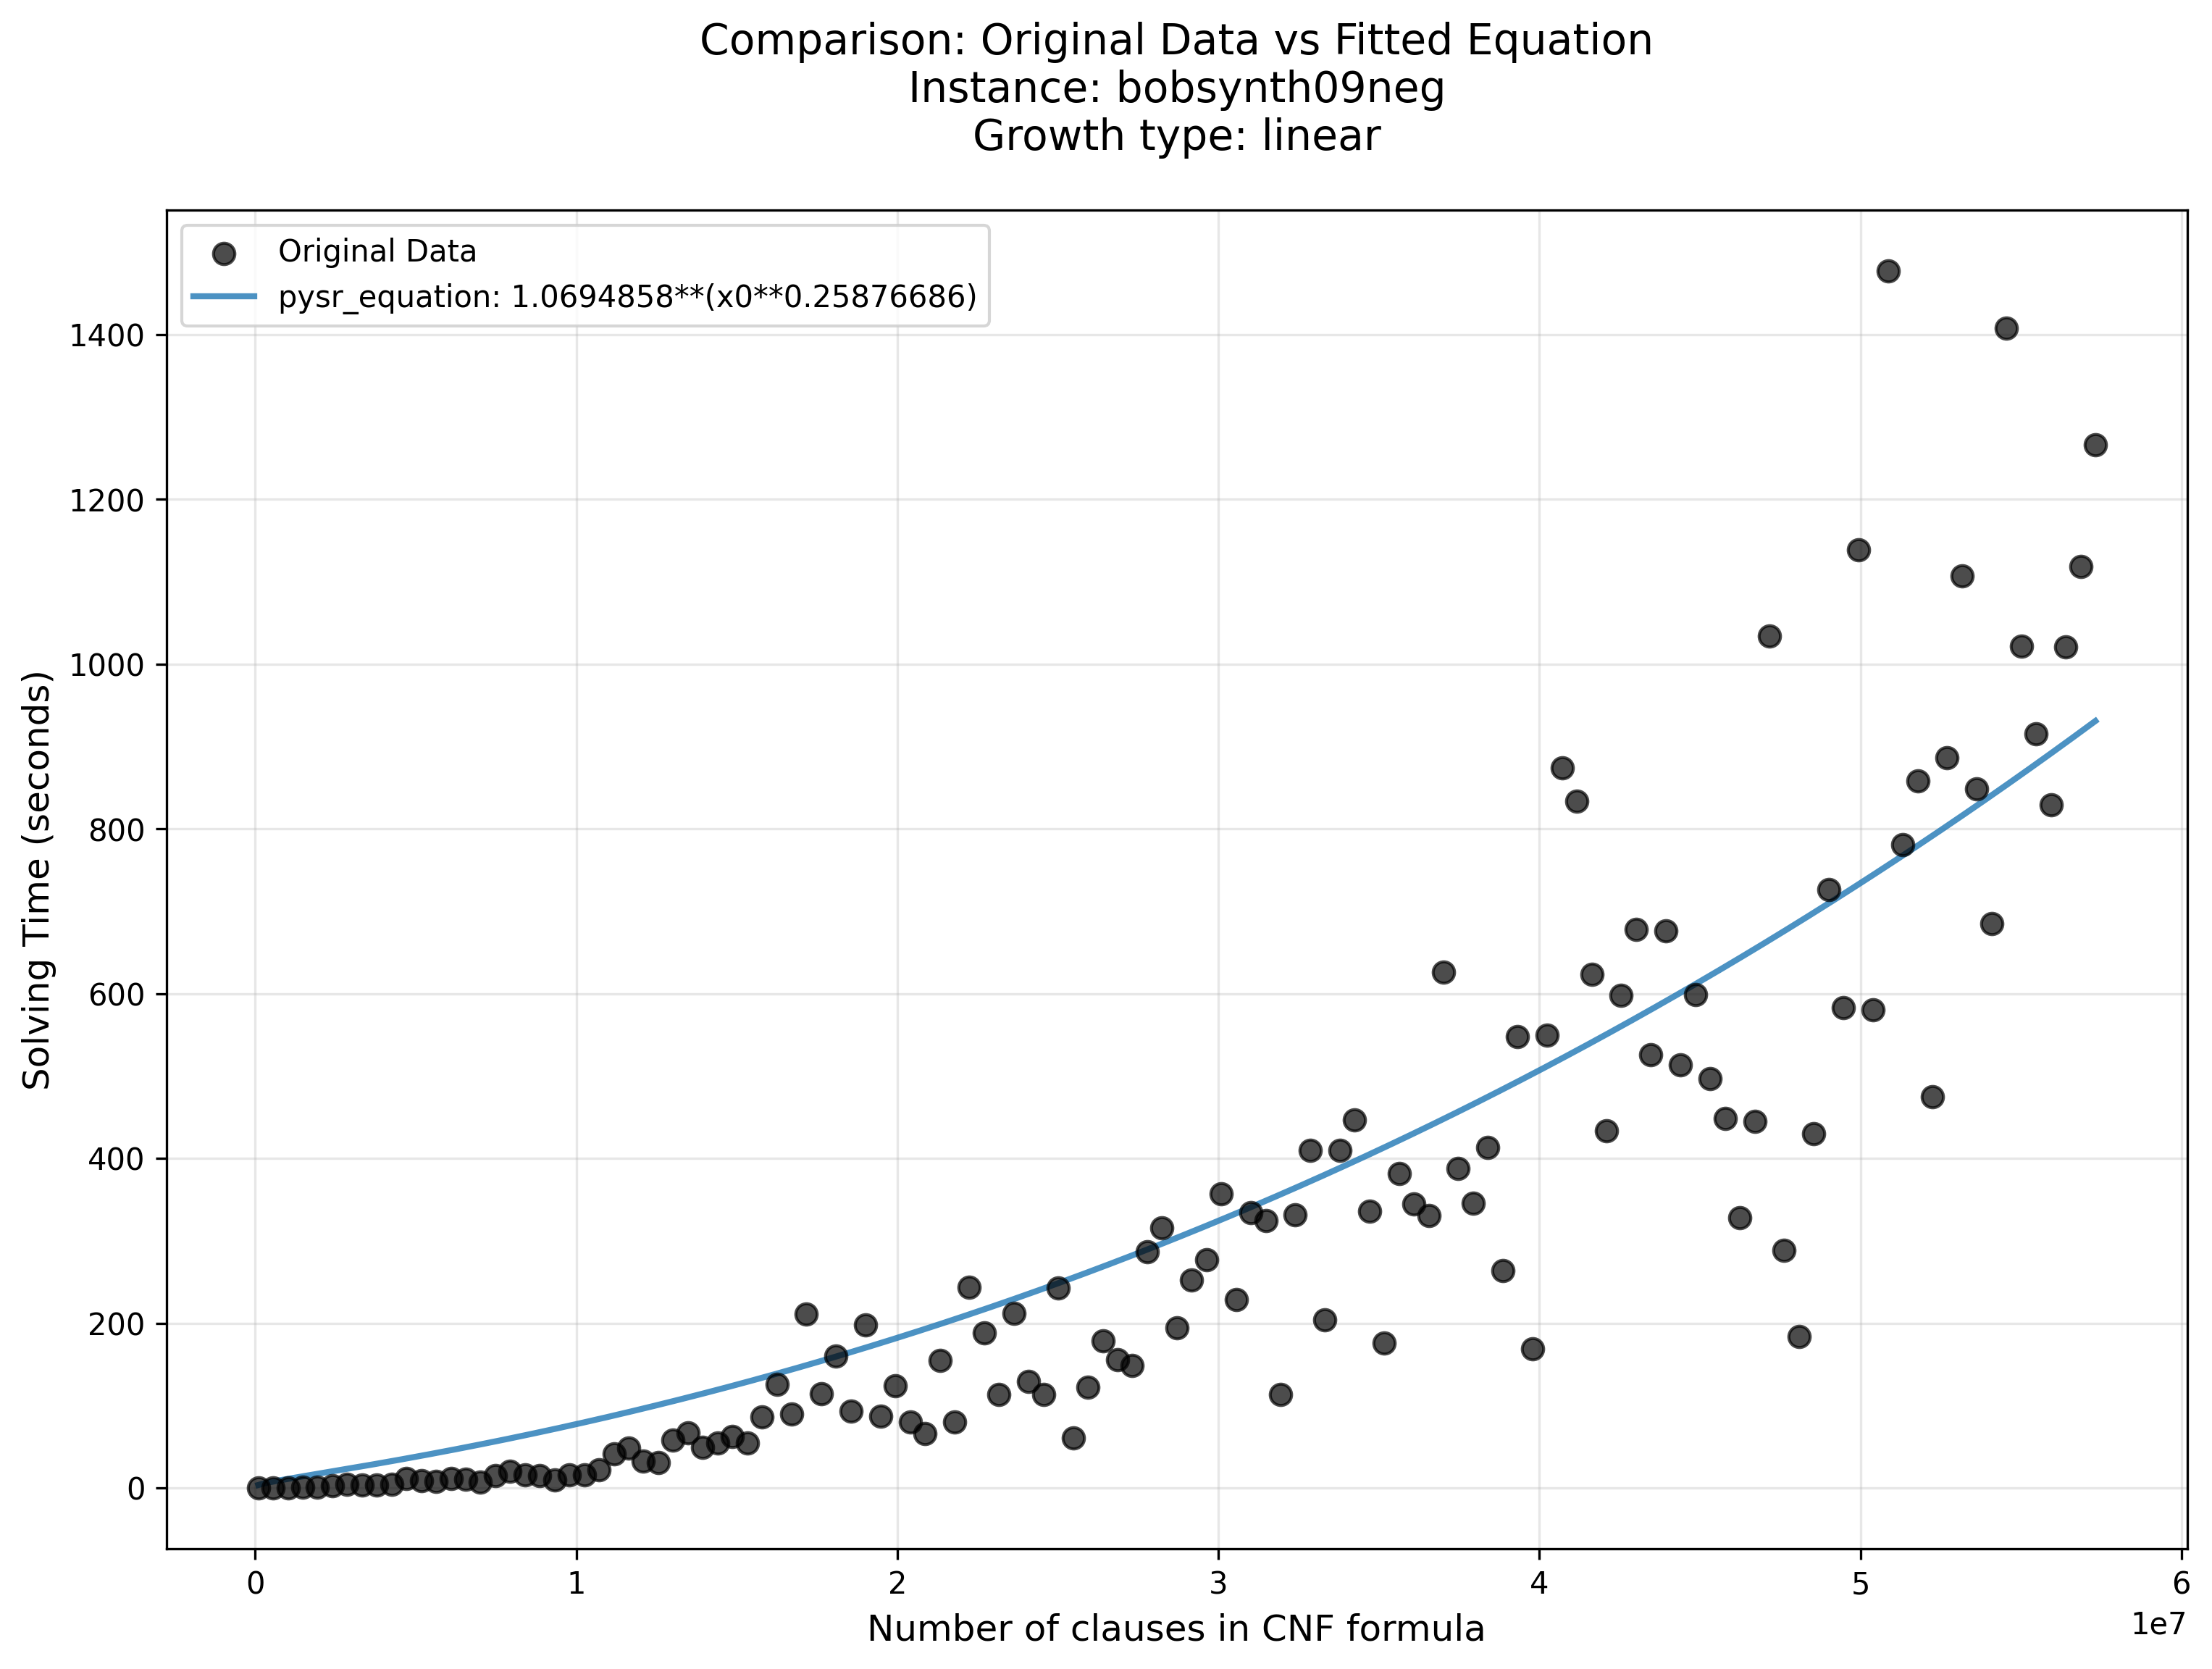 Comparison: Original Data vs Fitted Equation
Instance: bobsynth09neg
Growth type: linear
Original Data
pysr_equation: 1.0694858**(x0**0.25876686)
Solving Time (seconds)
1400
1200
1000
800
600
400
200
0
0 1 2 3 4 5 6
1e7
Number of clauses in CNF formula